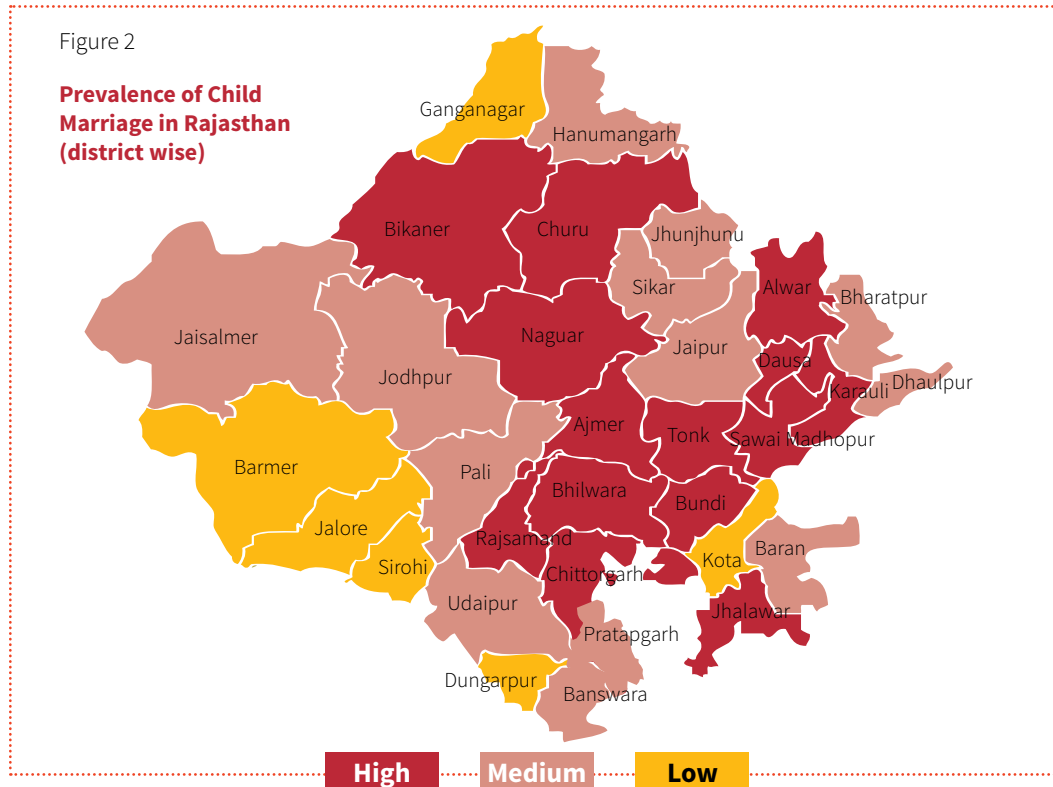 Figure 2
Prevalence of Child
Marriage in Rajasthan
(district wise)
Ganganagar
Hanumangarh
Bikaner
Churu
Jhunjhunu
Sikar
Alwar
Bharatpur
Jaisalmer
Naguar
Jaipur
Jodhpur
Dausa
Karauli
Dhaulpur
Ajmer
Tonk
Sawai Madhopur
Barmer
Pali
Bhilwara
Bundi
Jalore
Rajsamand
Baran
Sirohi
Chittorgarh
Kota
Udaipur
Jhalawar
Pratapgarh
Dungarpur
Banswara
High
Medium
Low